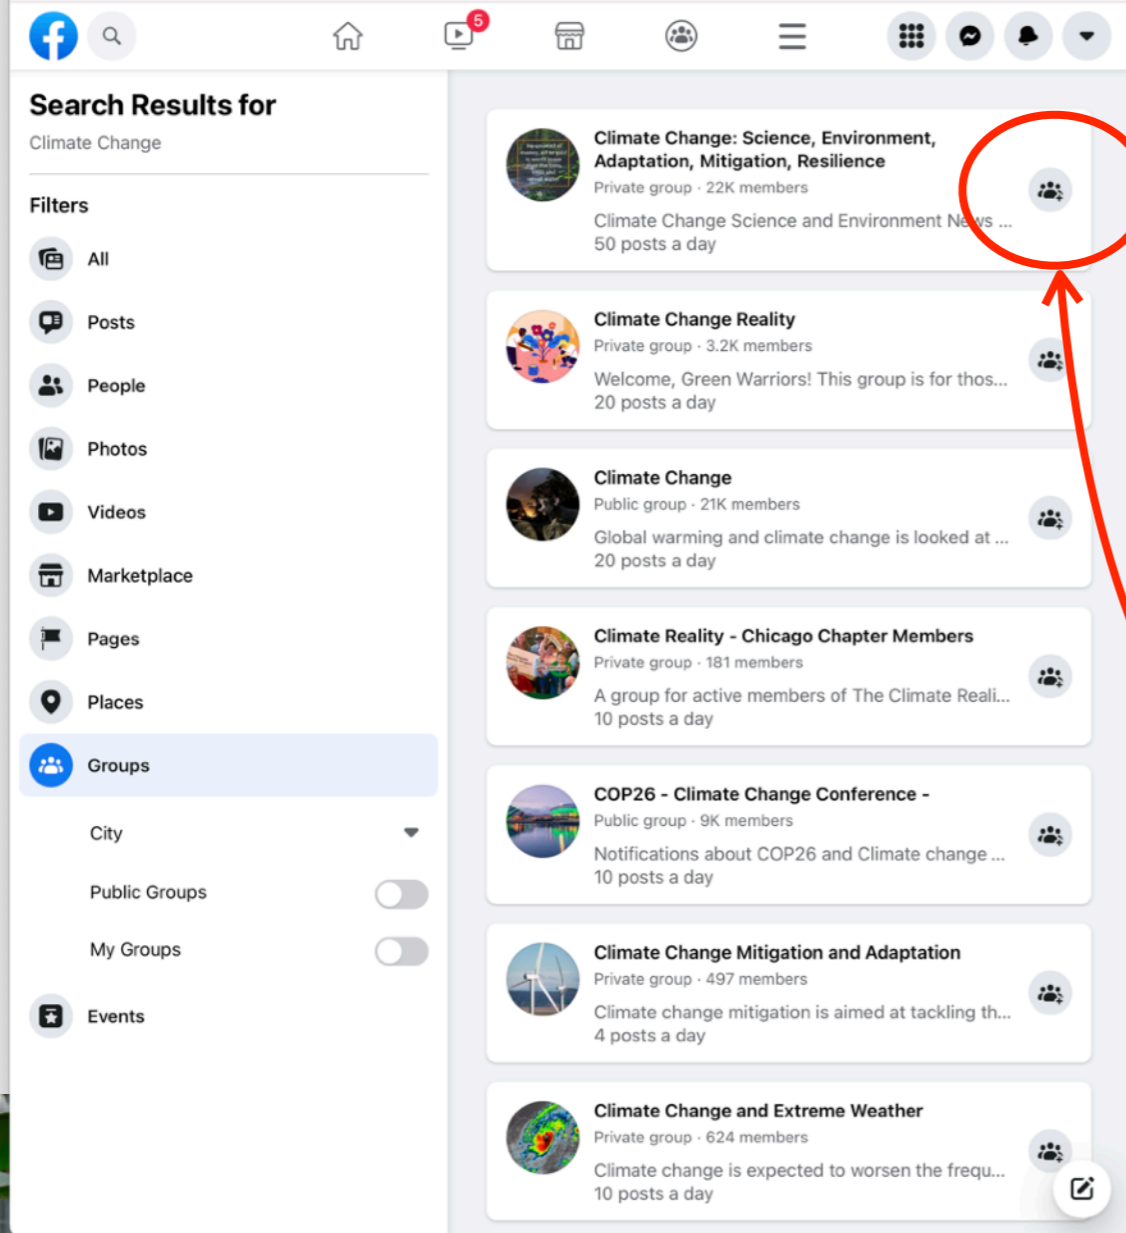 5
Search Results for
Climate Change
Filters
All
Posts
People
Photos
Videos
Marketplace
Pages
Places
Groups
City
Public Groups
My Groups
Events
Climate Change: Science, Environment,
Adaptation, Mitigation, Resilience
Private group · 22K members
Climate Change Science and Environment News ...
50 posts a day
Climate Change Reality
Private group · 3.2K members
Welcome, Green Warriors! This group is for thos...
20 posts a day
Climate Change
Public group · 21K members
Global warming and climate change is looked at ...
20 posts a day
Climate Reality - Chicago Chapter Members
Private group · 181 members
A group for active members of The Climate Reali...
10 posts a day
COP26 - Climate Change Conference -
Public group · 9K members
Notifications about COP26 and Climate change ...
10 posts a day
Climate Change Mitigation and Adaptation
Private group · 497 members
Climate change mitigation is aimed at tackling th...
4 posts a day
Climate Change and Extreme Weather
Private group · 624 members
Climate change is expected to worsen the frequ...
10 posts a day